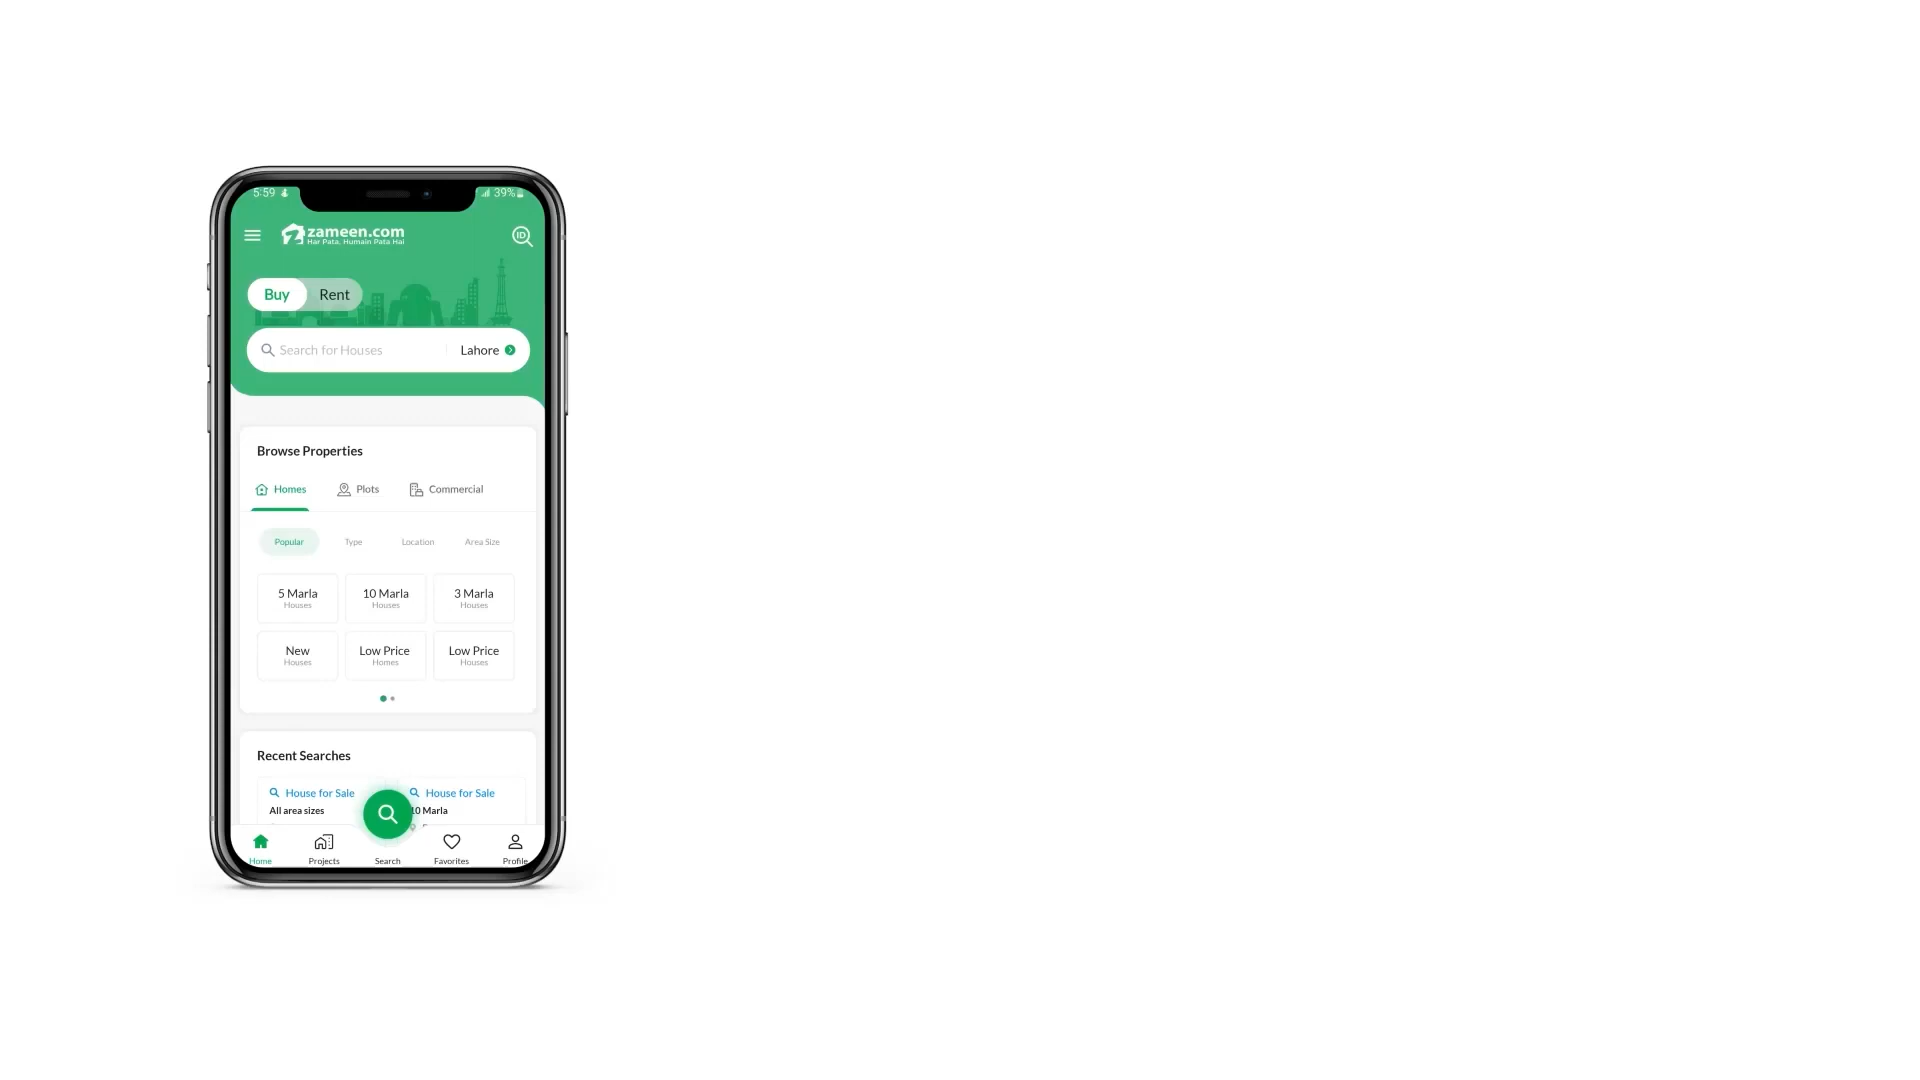 5:59
39%
zameen.com
Har Pata, Humain Pata Hai
ID
Buy Rent
Search for Houses Lahore
Browse Properties
Homes Plots Commercial
Popular Type Location Area Size
5 Marla 10 Marla 3 Marla
Houses Houses Houses
New Low Price Low Price
Houses Homes Houses
Recent Searches
House for Sale House for Sale
All area sizes 10 Marla
Home Projects Search Favorites Profile